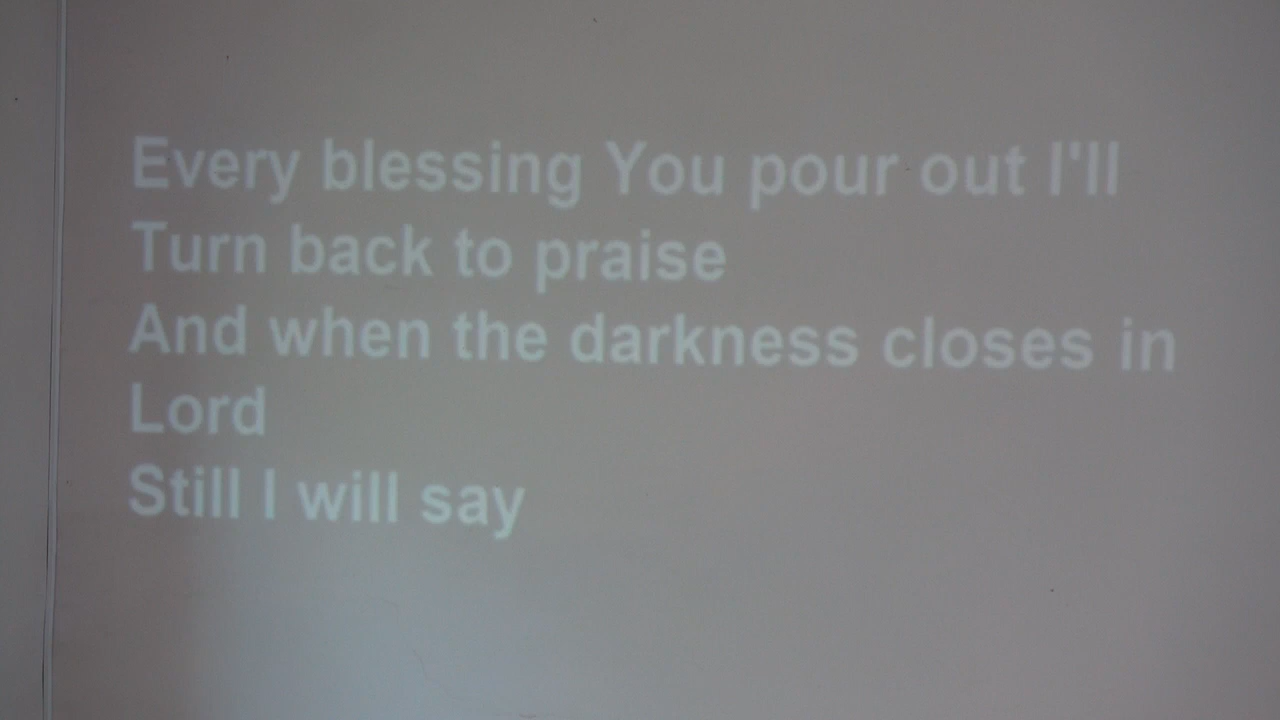 Every blessing You pour out I'll
Turn back to praise
And when the darkness closes in
Lord
Still I will say